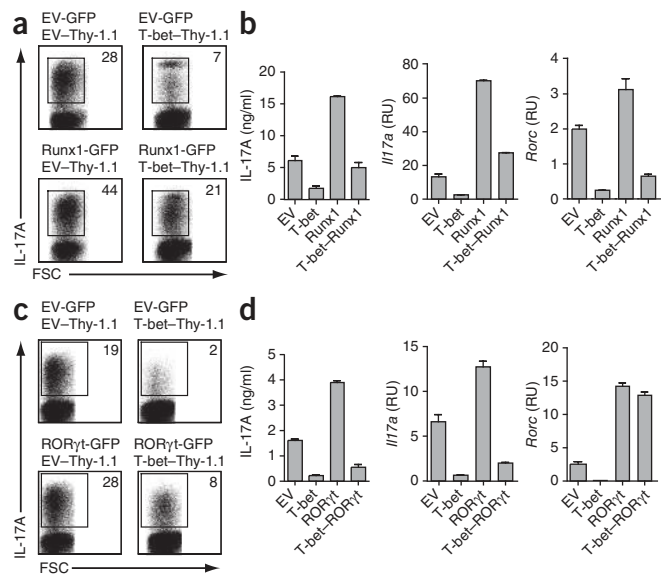 a
EV-GFP
EV–Thy-1.1
28
EV-GFP
T-bet–Thy-1.1
7
Runx1-GFP
EV–Thy-1.1
44
Runx1-GFP
T-bet–Thy-1.1
21
IL-17A
FSC
b
IL-17A (ng/ml)
20
15
10
5
0
EV
T-bet
Runx1
T-bet–Runx1
Il17a (RU)
80
60
40
20
0
EV
T-bet
Runx1
T-bet–Runx1
Rorc (RU)
4
3
2
1
0
EV
T-bet
Runx1
T-bet–Runx1
c
EV-GFP
EV–Thy-1.1
19
EV-GFP
T-bet–Thy-1.1
2
RORγt-GFP
EV–Thy-1.1
28
RORγt-GFP
T-bet–Thy-1.1
8
IL-17A
FSC
d
IL-17A (ng/ml)
5
4
3
2
1
0
EV
T-bet
RORγt
T-bet–RORγt
Il17a (RU)
15
10
5
0
EV
T-bet
RORγt
T-bet–RORγt
Rorc (RU)
20
15
10
5
0
EV
T-bet
RORγt
T-bet–RORγt